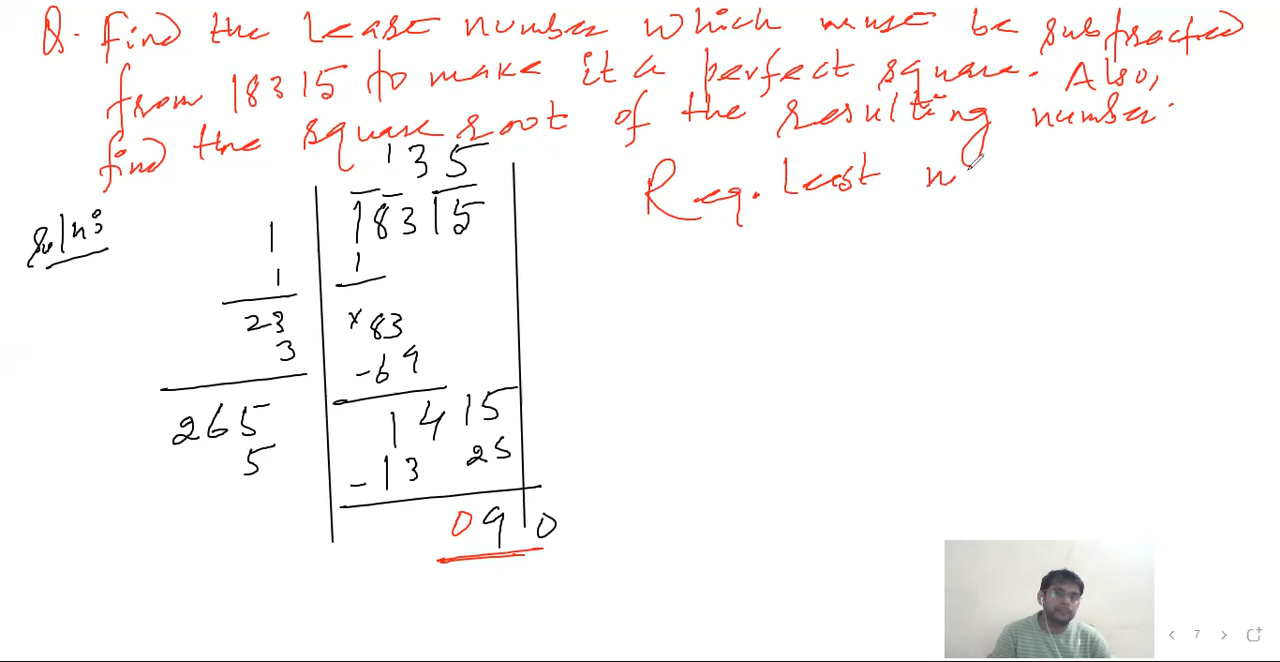 Q. Find the Least number which must be subtracted
from 18315 to make it a perfect square. Also,
find the square root of the resulting number.
135
Req. Least n
Soln:
1
18315
1
1
23
× 83
3
- 69
265
1415
5
- 13 25
090
7